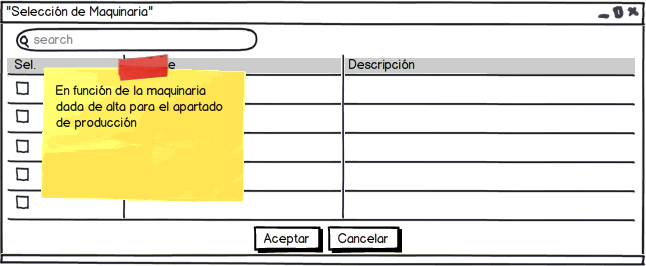 "Selección de Maquinaria"
search
Sel.
Descripción
En función de la maquinaria
dada de alta para el apartado
de producción
Aceptar
Cancelar